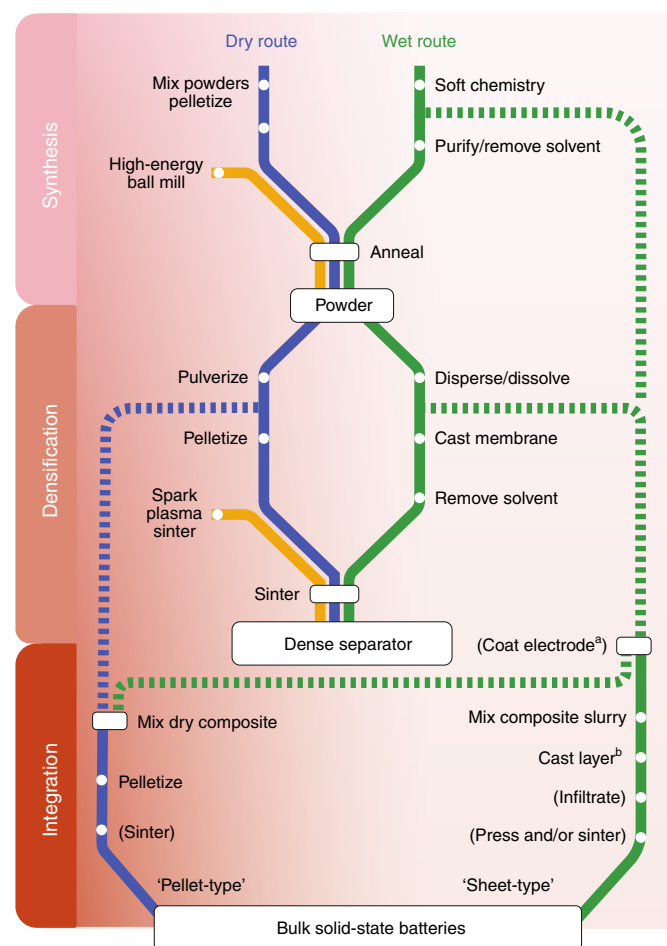 Dry route
Wet route
Mix powders
pelletize
Soft chemistry
Purify/remove solvent
High-energy
ball mill
Anneal
Powder
Synthesis
Pulverize
Disperse/dissolve
Pelletize
Cast membrane
Spark
plasma
sinter
Remove solvent
Sinter
Dense separator
Densification
(Coat electrodeᵃ)
Mix dry composite
Mix composite slurry
Pelletize
Cast layerᵇ
(Infiltrate)
(Sinter)
(Press and/or sinter)
Integration
‘Pellet-type’
‘Sheet-type’
Bulk solid-state batteries